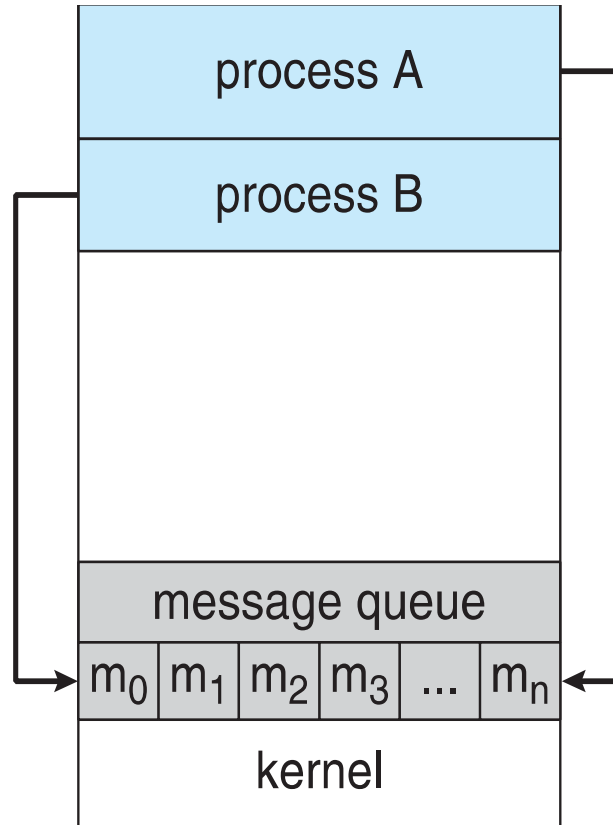 process A
process B
message queue
m₀ m₁ m₂ m₃ ... mₙ
kernel